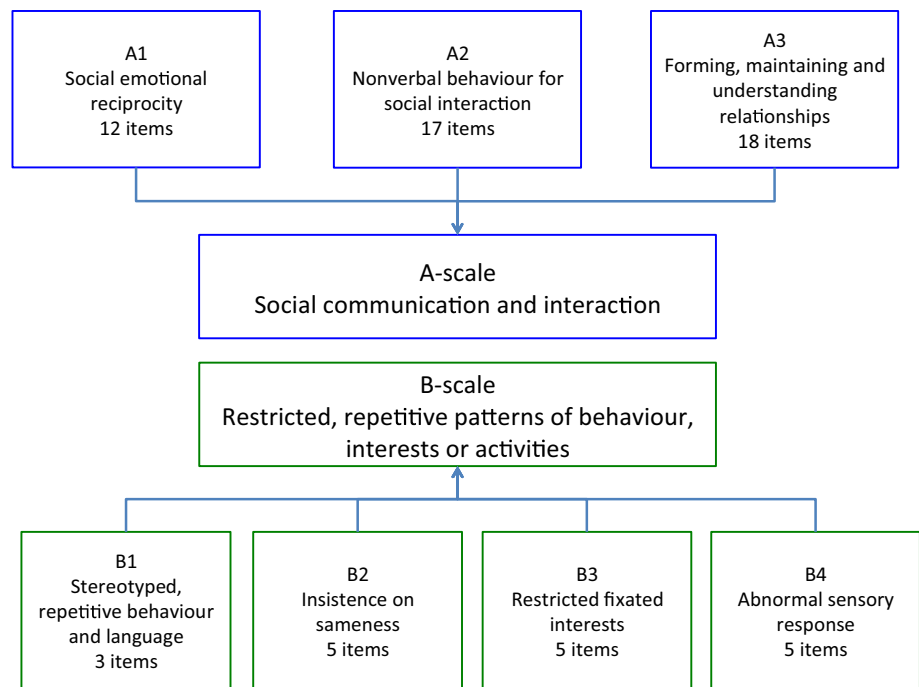 A1
Social emotional
reciprocity
12 items
A2
Nonverbal behaviour for
social interaction
17 items
A3
Forming, maintaining and
understanding
relationships
18 items
A-scale
Social communication and interaction
B-scale
Restricted, repetitive patterns of behaviour,
interests or activities
B1
Stereotyped,
repetitive behaviour
and language
3 items
B2
Insistence on
sameness
5 items
B3
Restricted fixated
interests
5 items
B4
Abnormal sensory
response
5 items